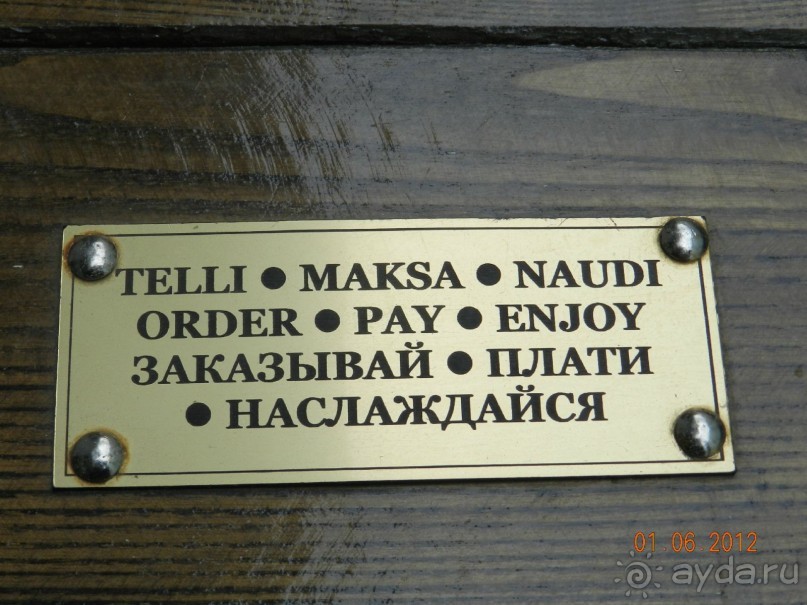 TELLI ● MAKSA ● NAUDI
ORDER ● PAY ● ENJOY
ЗАКАЗЫВАЙ ● ПЛАТИ
● НАСЛАЖДАЙСЯ
01.06.2012
ayda.ru